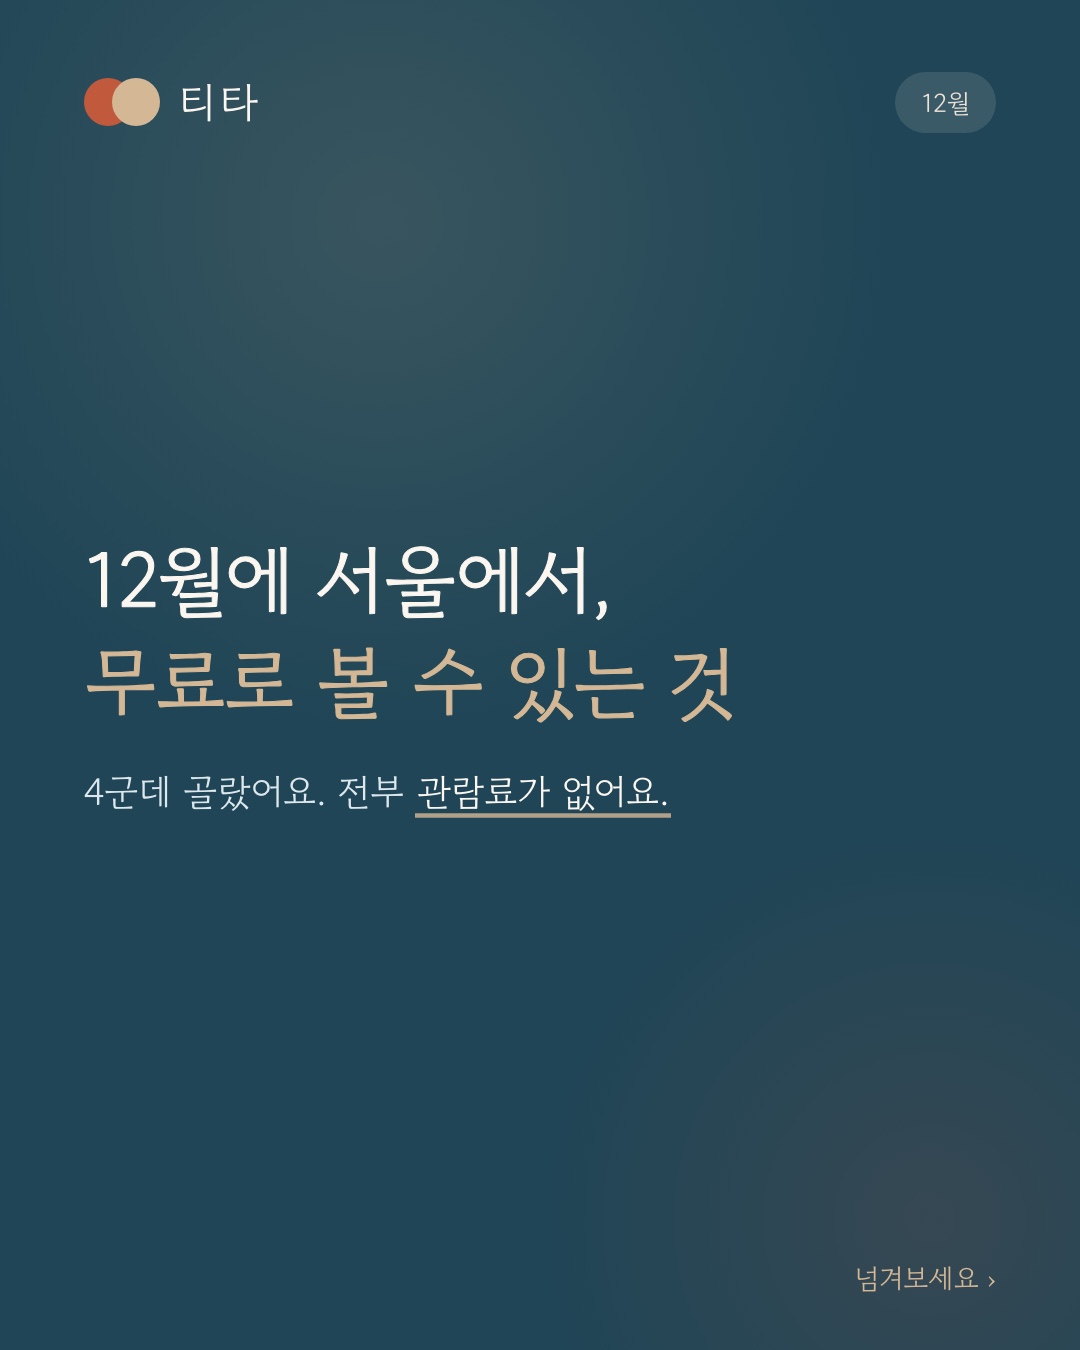 티타
12월
12월에 서울에서,
무료로 볼 수 있는 것
4군데 골랐어요. 전부 관람료가 없어요.
넘겨보세요 ›